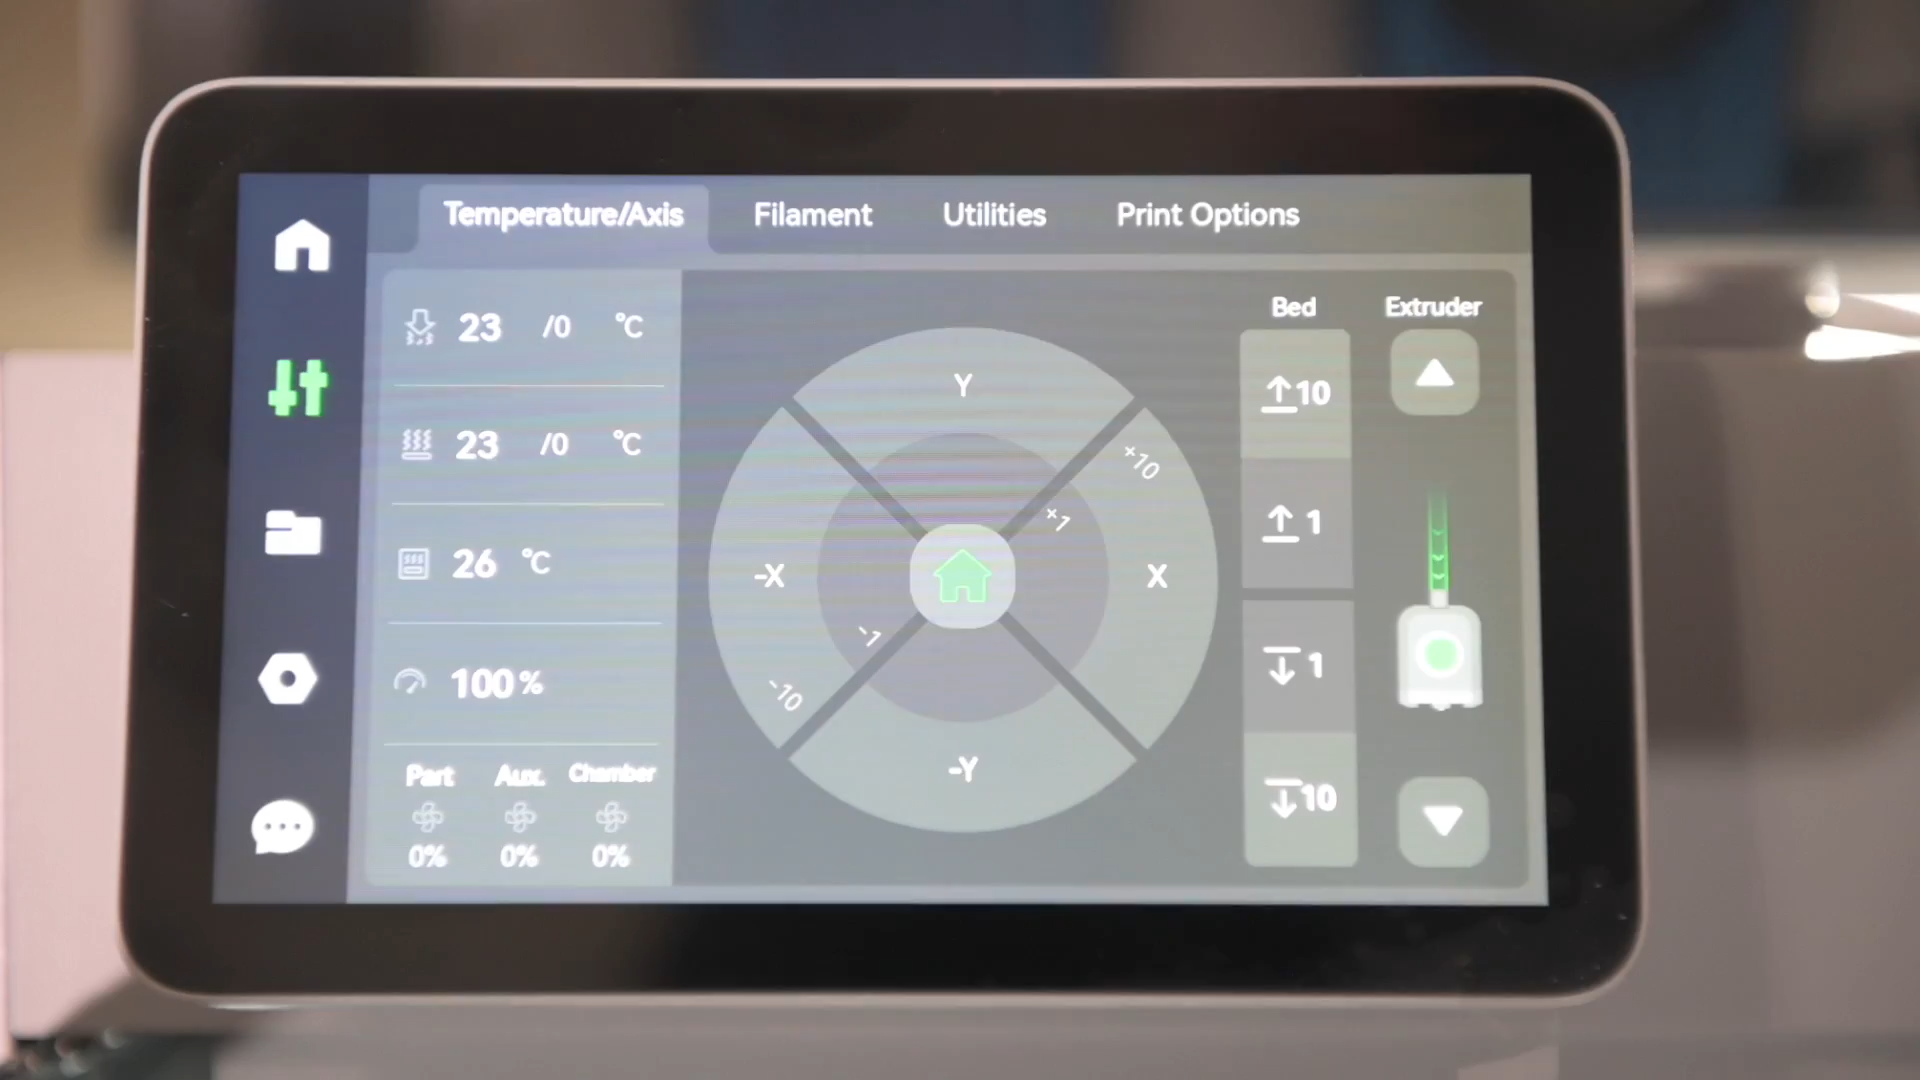 Temperature/Axis Filament Utilities Print Options
23 /0 °C
23 /0 °C
26 °C
100%
Part Aux. Chamber
0% 0% 0%
Y
+10
+1
-X X
-1
-10
-Y
Bed
10
1
1
10
Extruder